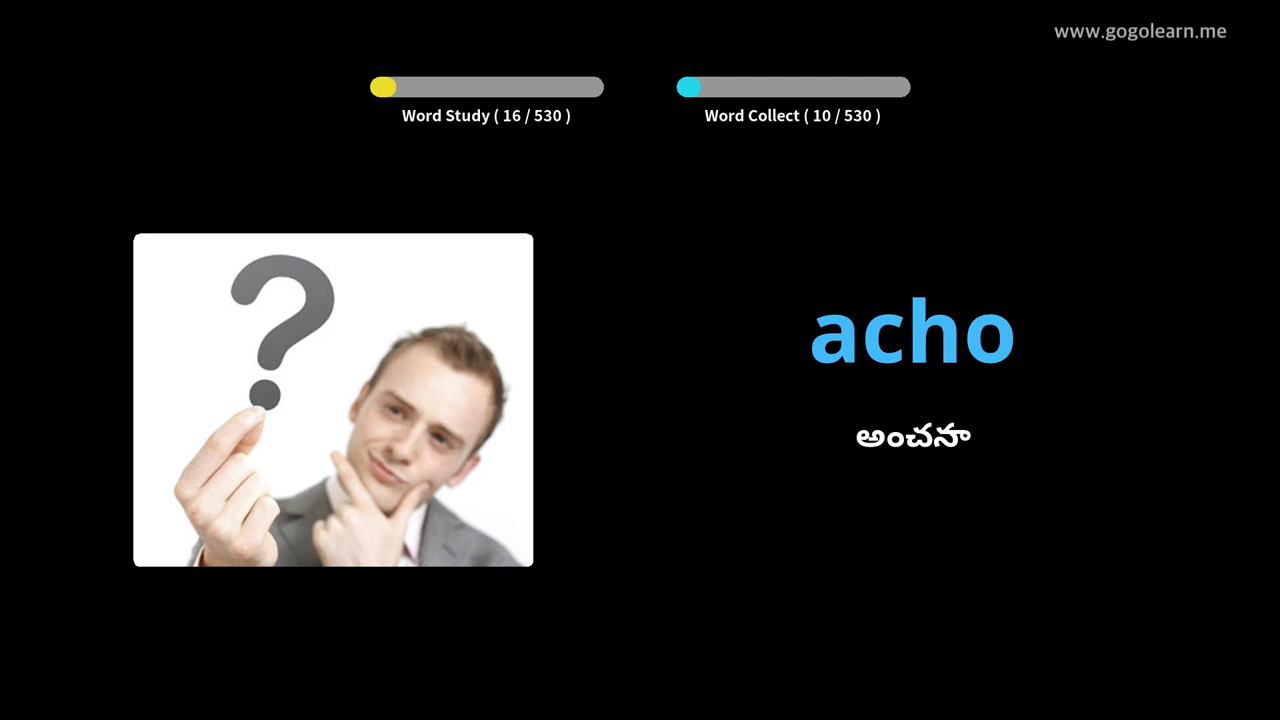 www.gogolearn.me
Word Study ( 16 / 530 )
Word Collect ( 10 / 530 )
?
acho
అంచనా